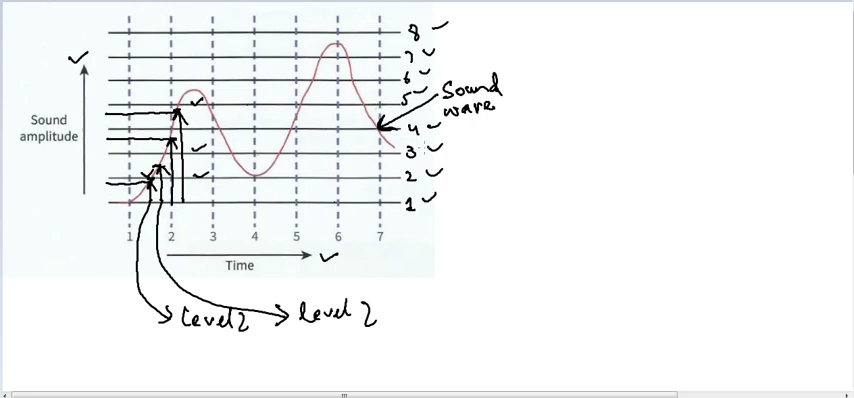 8
7
6
5
Sound
wave
4
3
2
1
Sound
amplitude
1 2 3 4 5 6 7
Time
Level 2
level 2